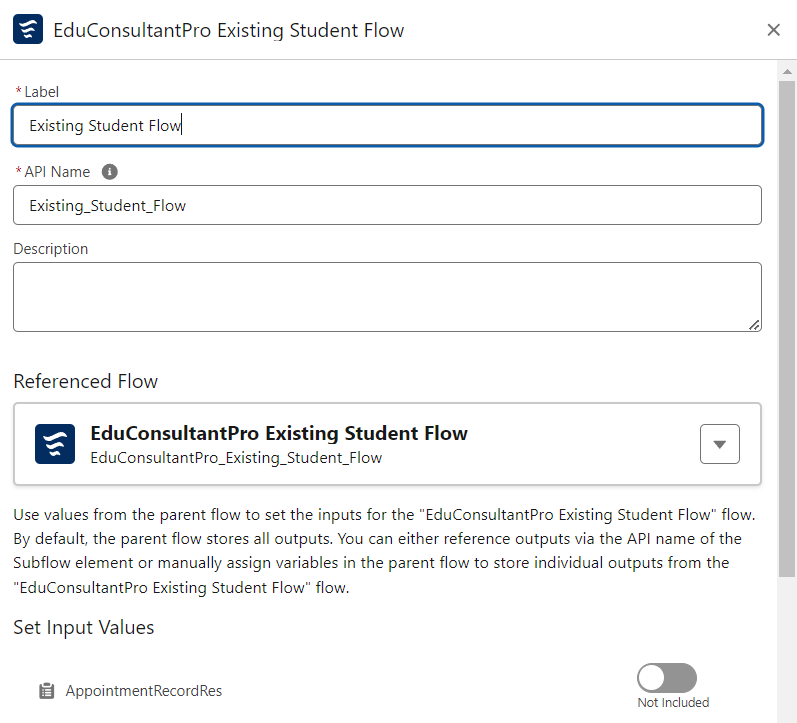 EduConsultantPro Existing Student Flow
* Label
Existing Student Flow
* API Name
Existing_Student_Flow
Description
Referenced Flow
EduConsultantPro Existing Student Flow
EduConsultantPro_Existing_Student_Flow
Use values from the parent flow to set the inputs for the "EduConsultantPro Existing Student Flow" flow.
By default, the parent flow stores all outputs. You can either reference outputs via the API name of the
Subflow element or manually assign variables in the parent flow to store individual outputs from the
"EduConsultantPro Existing Student Flow" flow.
Set Input Values
AppointmentRecordRes
Not Included